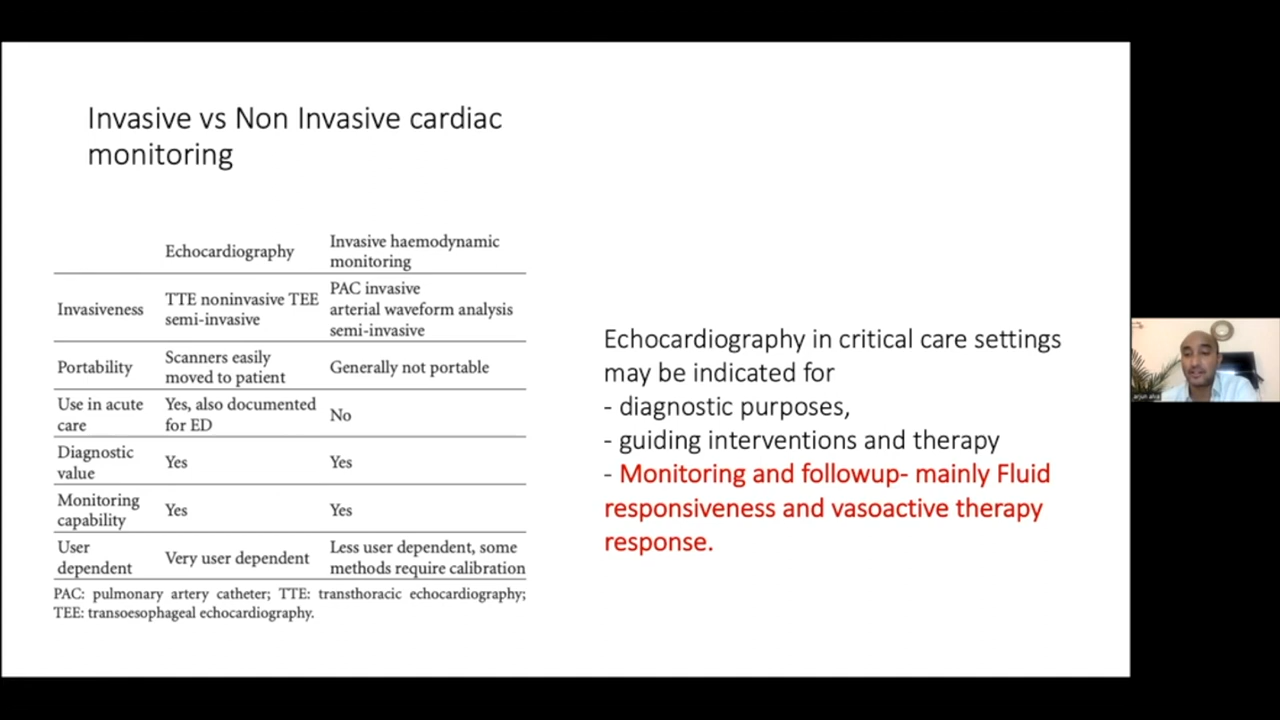 Invasive vs Non Invasive cardiac
monitoring
Echocardiography
Invasive haemodynamic
monitoring
Invasiveness
TTE noninvasive TEE
semi-invasive
PAC invasive
arterial waveform analysis
semi-invasive
Portability
Scanners easily
moved to patient
Generally not portable
Use in acute
care
Yes, also documented
for ED
No
Diagnostic
value
Yes
Yes
Monitoring
capability
Yes
Yes
User
dependent
Very user dependent
Less user dependent, some
methods require calibration
PAC: pulmonary artery catheter; TTE: transthoracic echocardiography;
TEE: transoesophageal echocardiography.
Echocardiography in critical care settings
may be indicated for
- diagnostic purposes,
- guiding interventions and therapy
- Monitoring and followup- mainly Fluid
responsiveness and vasoactive therapy
response.
arjun alva